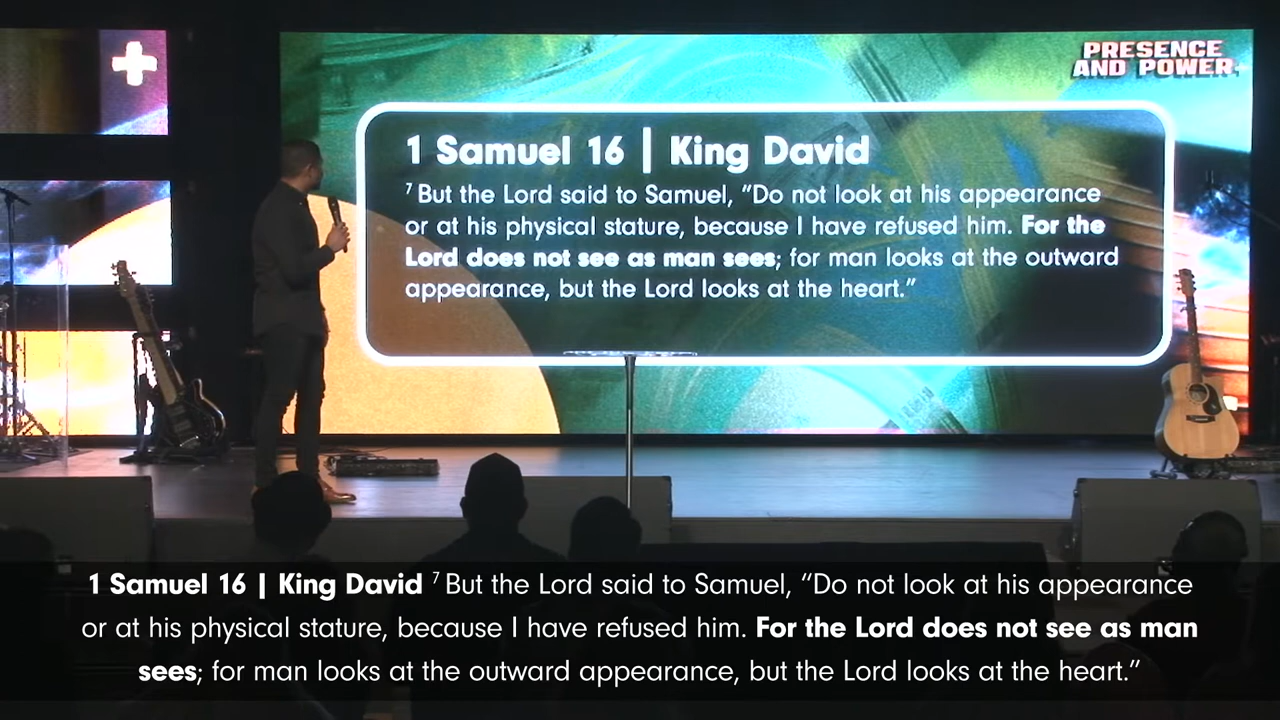 PRESENCE
AND POWER
1 Samuel 16 | King David
7 But the Lord said to Samuel, “Do not look at his appearance
or at his physical stature, because I have refused him. For the
Lord does not see as man sees; for man looks at the outward
appearance, but the Lord looks at the heart.”
1 Samuel 16 | King David 7 But the Lord said to Samuel, “Do not look at his appearance
or at his physical stature, because I have refused him. For the Lord does not see as man
sees; for man looks at the outward appearance, but the Lord looks at the heart.”